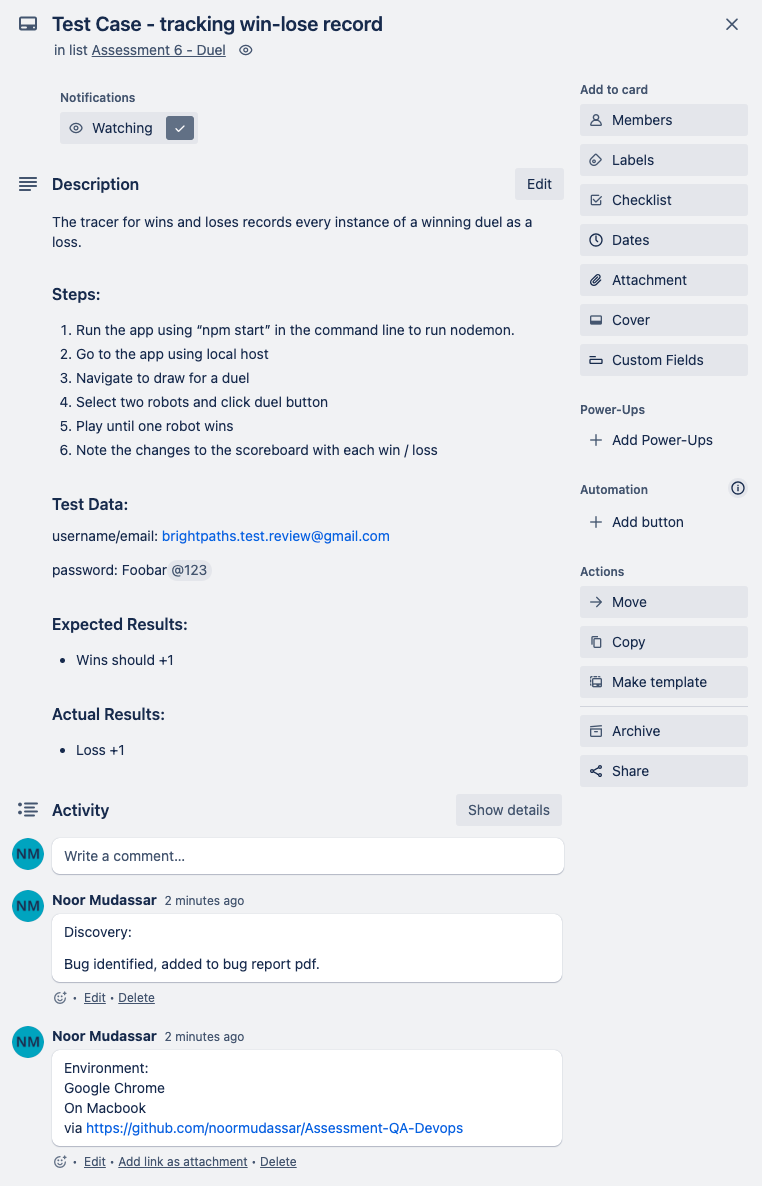 Test Case - tracking win-lose record
in list Assessment 6 - Duel
Notifications
Watching
Description
Edit
The tracer for wins and loses records every instance of a winning duel as a
loss.
Steps:
1. Run the app using “npm start” in the command line to run nodemon.
2. Go to the app using local host
3. Navigate to draw for a duel
4. Select two robots and click duel button
5. Play until one robot wins
6. Note the changes to the scoreboard with each win / loss
Test Data:
username/email: brightpaths.test.review@gmail.com
password: Foobar @123
Expected Results:
• Wins should +1
Actual Results:
• Loss +1
Activity
Show details
NM
Write a comment…
NM
Noor Mudassar 2 minutes ago
Discovery:
Bug identified, added to bug report pdf.
• Edit • Delete
NM
Noor Mudassar 2 minutes ago
Environment:
Google Chrome
On Macbook
via https://github.com/noormudassar/Assessment-QA-Devops
• Edit • Add link as attachment • Delete
Add to card
Members
Labels
Checklist
Dates
Attachment
Cover
Custom Fields
Power-Ups
Add Power-Ups
Automation
Add button
Actions
Move
Copy
Make template
Archive
Share